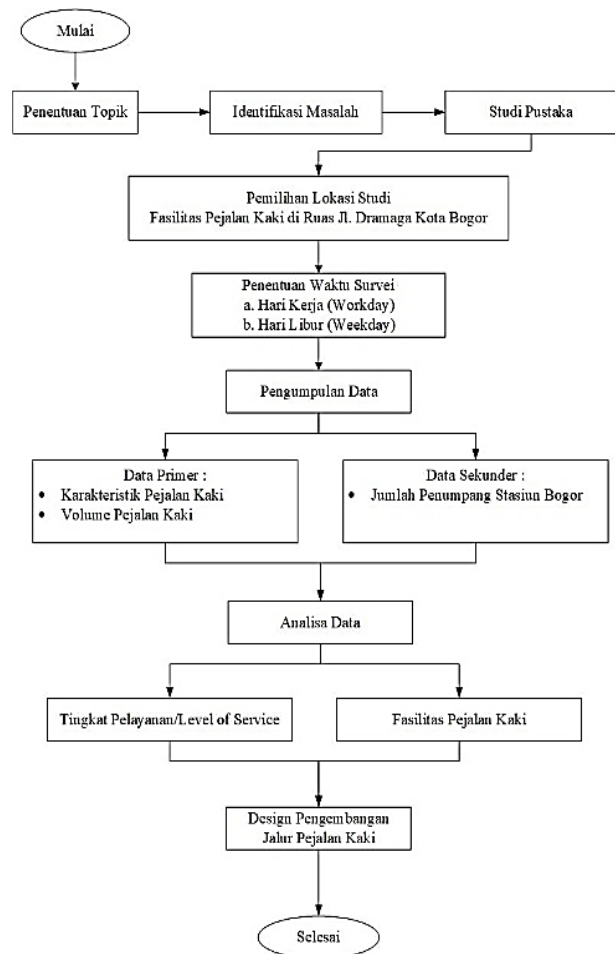 Mulai
Penentuan Topik
Identifikasi Masalah
Studi Pustaka
Pemilihan Lokasi Studi
Fasilitas Pejalan Kaki di Ruas Jl. Dramaga Kota Bogor
Penentuan Waktu Survei
a. Hari Kerja (Workday)
b. Hari Libur (Weekday)
Pengumpulan Data
Data Primer :
• Karakteristik Pejalan Kaki
• Volume Pejalan Kaki
Data Sekunder :
• Jumlah Penumpang Stasiun Bogor
Analisa Data
Tingkat Pelayanan/Level of Service
Fasilitas Pejalan Kaki
Design Pengembangan
Jalur Pejalan Kaki
Selesai